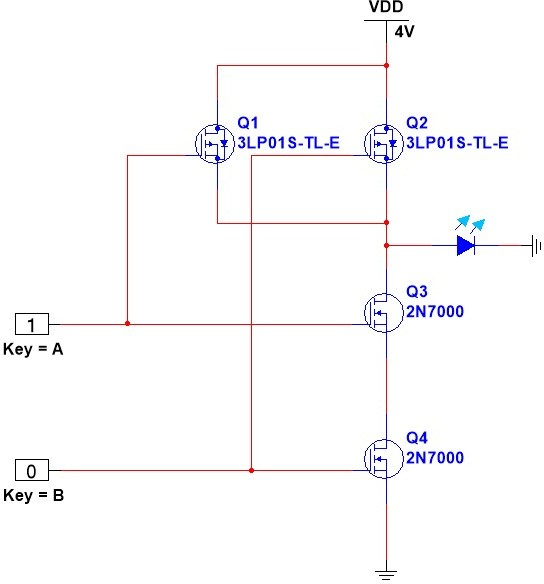 VDD
4V
Q1
3LP01S-TL-E
Q2
3LP01S-TL-E
Q3
2N7000
1
Key = A
Q4
2N7000
0
Key = B